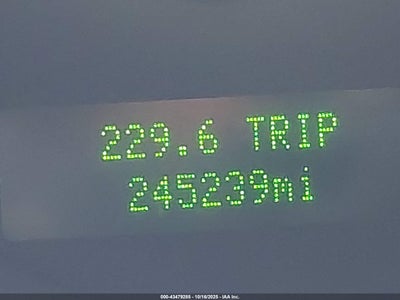 229.6 TRIP
245239mi
000-43479285 - 10/16/2025 - IAA Inc.